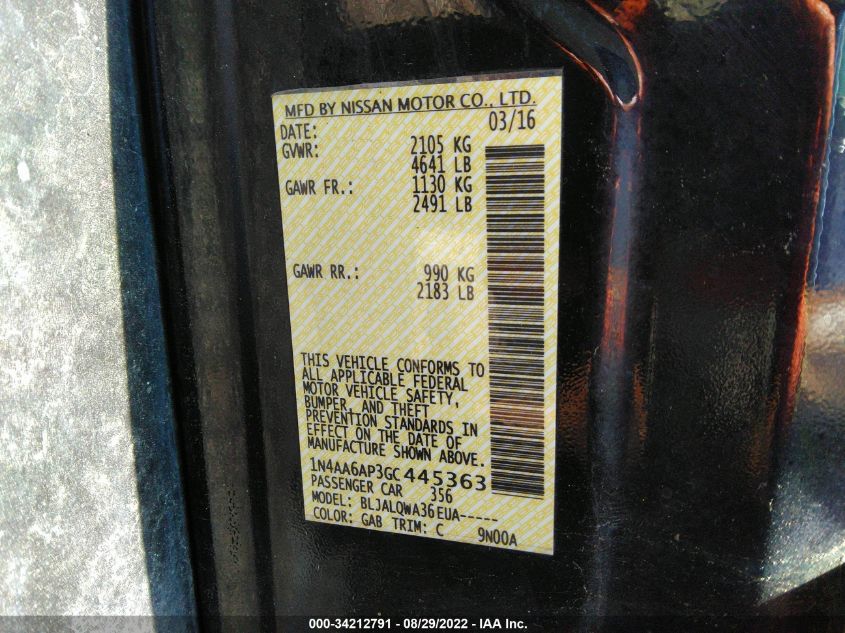 MFD BY NISSAN MOTOR CO., LTD.
DATE: 03/16
GVWR: 2105 KG
4641 LB
GAWR FR.: 1130 KG
2491 LB
GAWR RR.: 990 KG
2183 LB
THIS VEHICLE CONFORMS TO
ALL APPLICABLE FEDERAL
MOTOR VEHICLE SAFETY,
BUMPER, AND THEFT
PREVENTION STANDARDS IN
EFFECT ON THE DATE OF
MANUFACTURE SHOWN ABOVE.
1N4AA6AP3GC445363
PASSENGER CAR 356
MODEL: BLJALQWA36EUA-----
COLOR: GAB TRIM: C 9N00A
000-34212791 - 08/29/2022 - IAA Inc.